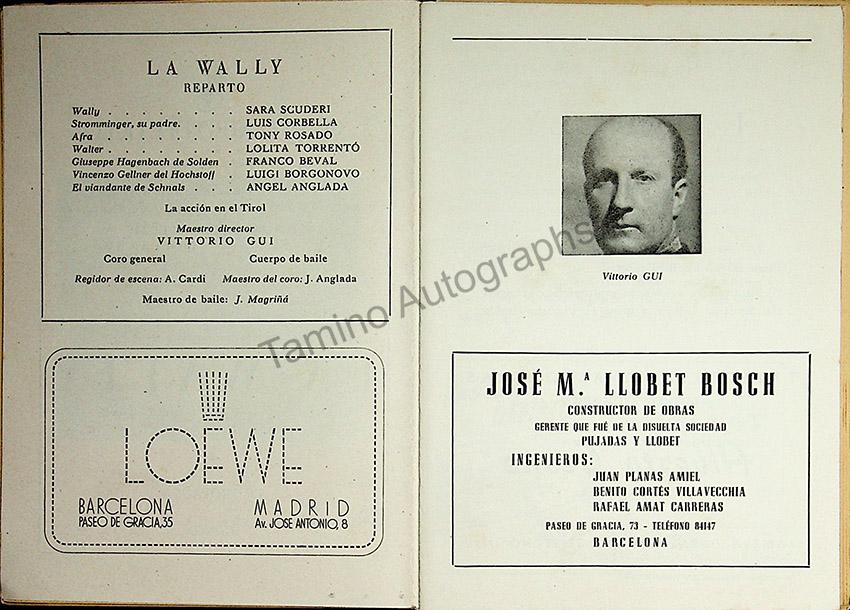 LA WALLY
REPARTO
Wally . . . . . . . . SARA SCUDERI
Stromminger, su padre. . . . . LUIS CORBELLA
Afra . . . . . . . . TONY ROSADO
Walter . . . . . . . . LOLITA TORRENTÓ
Giuseppe Hagenbach de Solden . FRANCO BEVAL
Vincenzo Gellner del Hochstoff . LUIGI BORGONOVO
El viandante de Schnals . . . ANGEL ANGLADA
La acción en el Tirol
Maestro director
VITTORIO GUI
Coro general Cuerpo de baile
Regidor de escena: A. Cardi Maestro del coro: J. Anglada
Maestro de baile: J. Magriñá
LOEWE
BARCELONA MADRID
PASEO DE GRACIA, 35 Av. JOSE ANTONIO, 8
Vittorio GUI
JOSÉ M.ª LLOBET BOSCH
CONSTRUCTOR DE OBRAS
GERENTE QUE FUÉ DE LA DISUELTA SOCIEDAD
PUJADAS Y LLOBET
INGENIEROS:
JUAN PLANAS AMIEL
BENITO CORTÉS VILLAVECCHIA
RAFAEL AMAT CARRERAS
PASEO DE GRACIA, 73 - TELÉFONO 84147
BARCELONA
Tamino Autographs